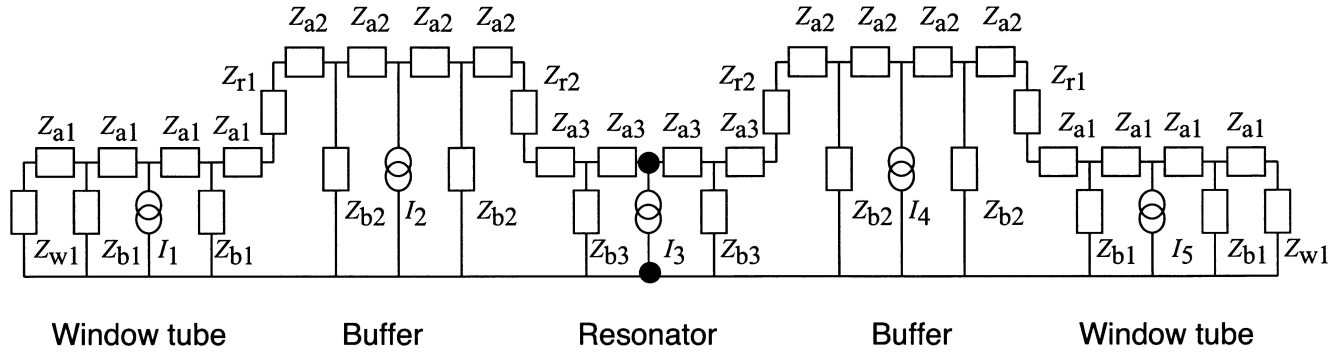 Za2 Za2 Za2 Za2 Za2 Za2 Za2 Za2
Zr1 Zr2 Zr2 Zr1
Za1 Za1 Za1 Za1 Za3 Za3 Za3 Za3 Za1 Za1 Za1 Za1
Zb2 I2 Zb2 Zb2 I4 Zb2
Zw1 Zb1 I1 Zb1 Zb3 I3 Zb3 Zb1 I5 Zb1 Zw1
Window tube Buffer Resonator Buffer Window tube